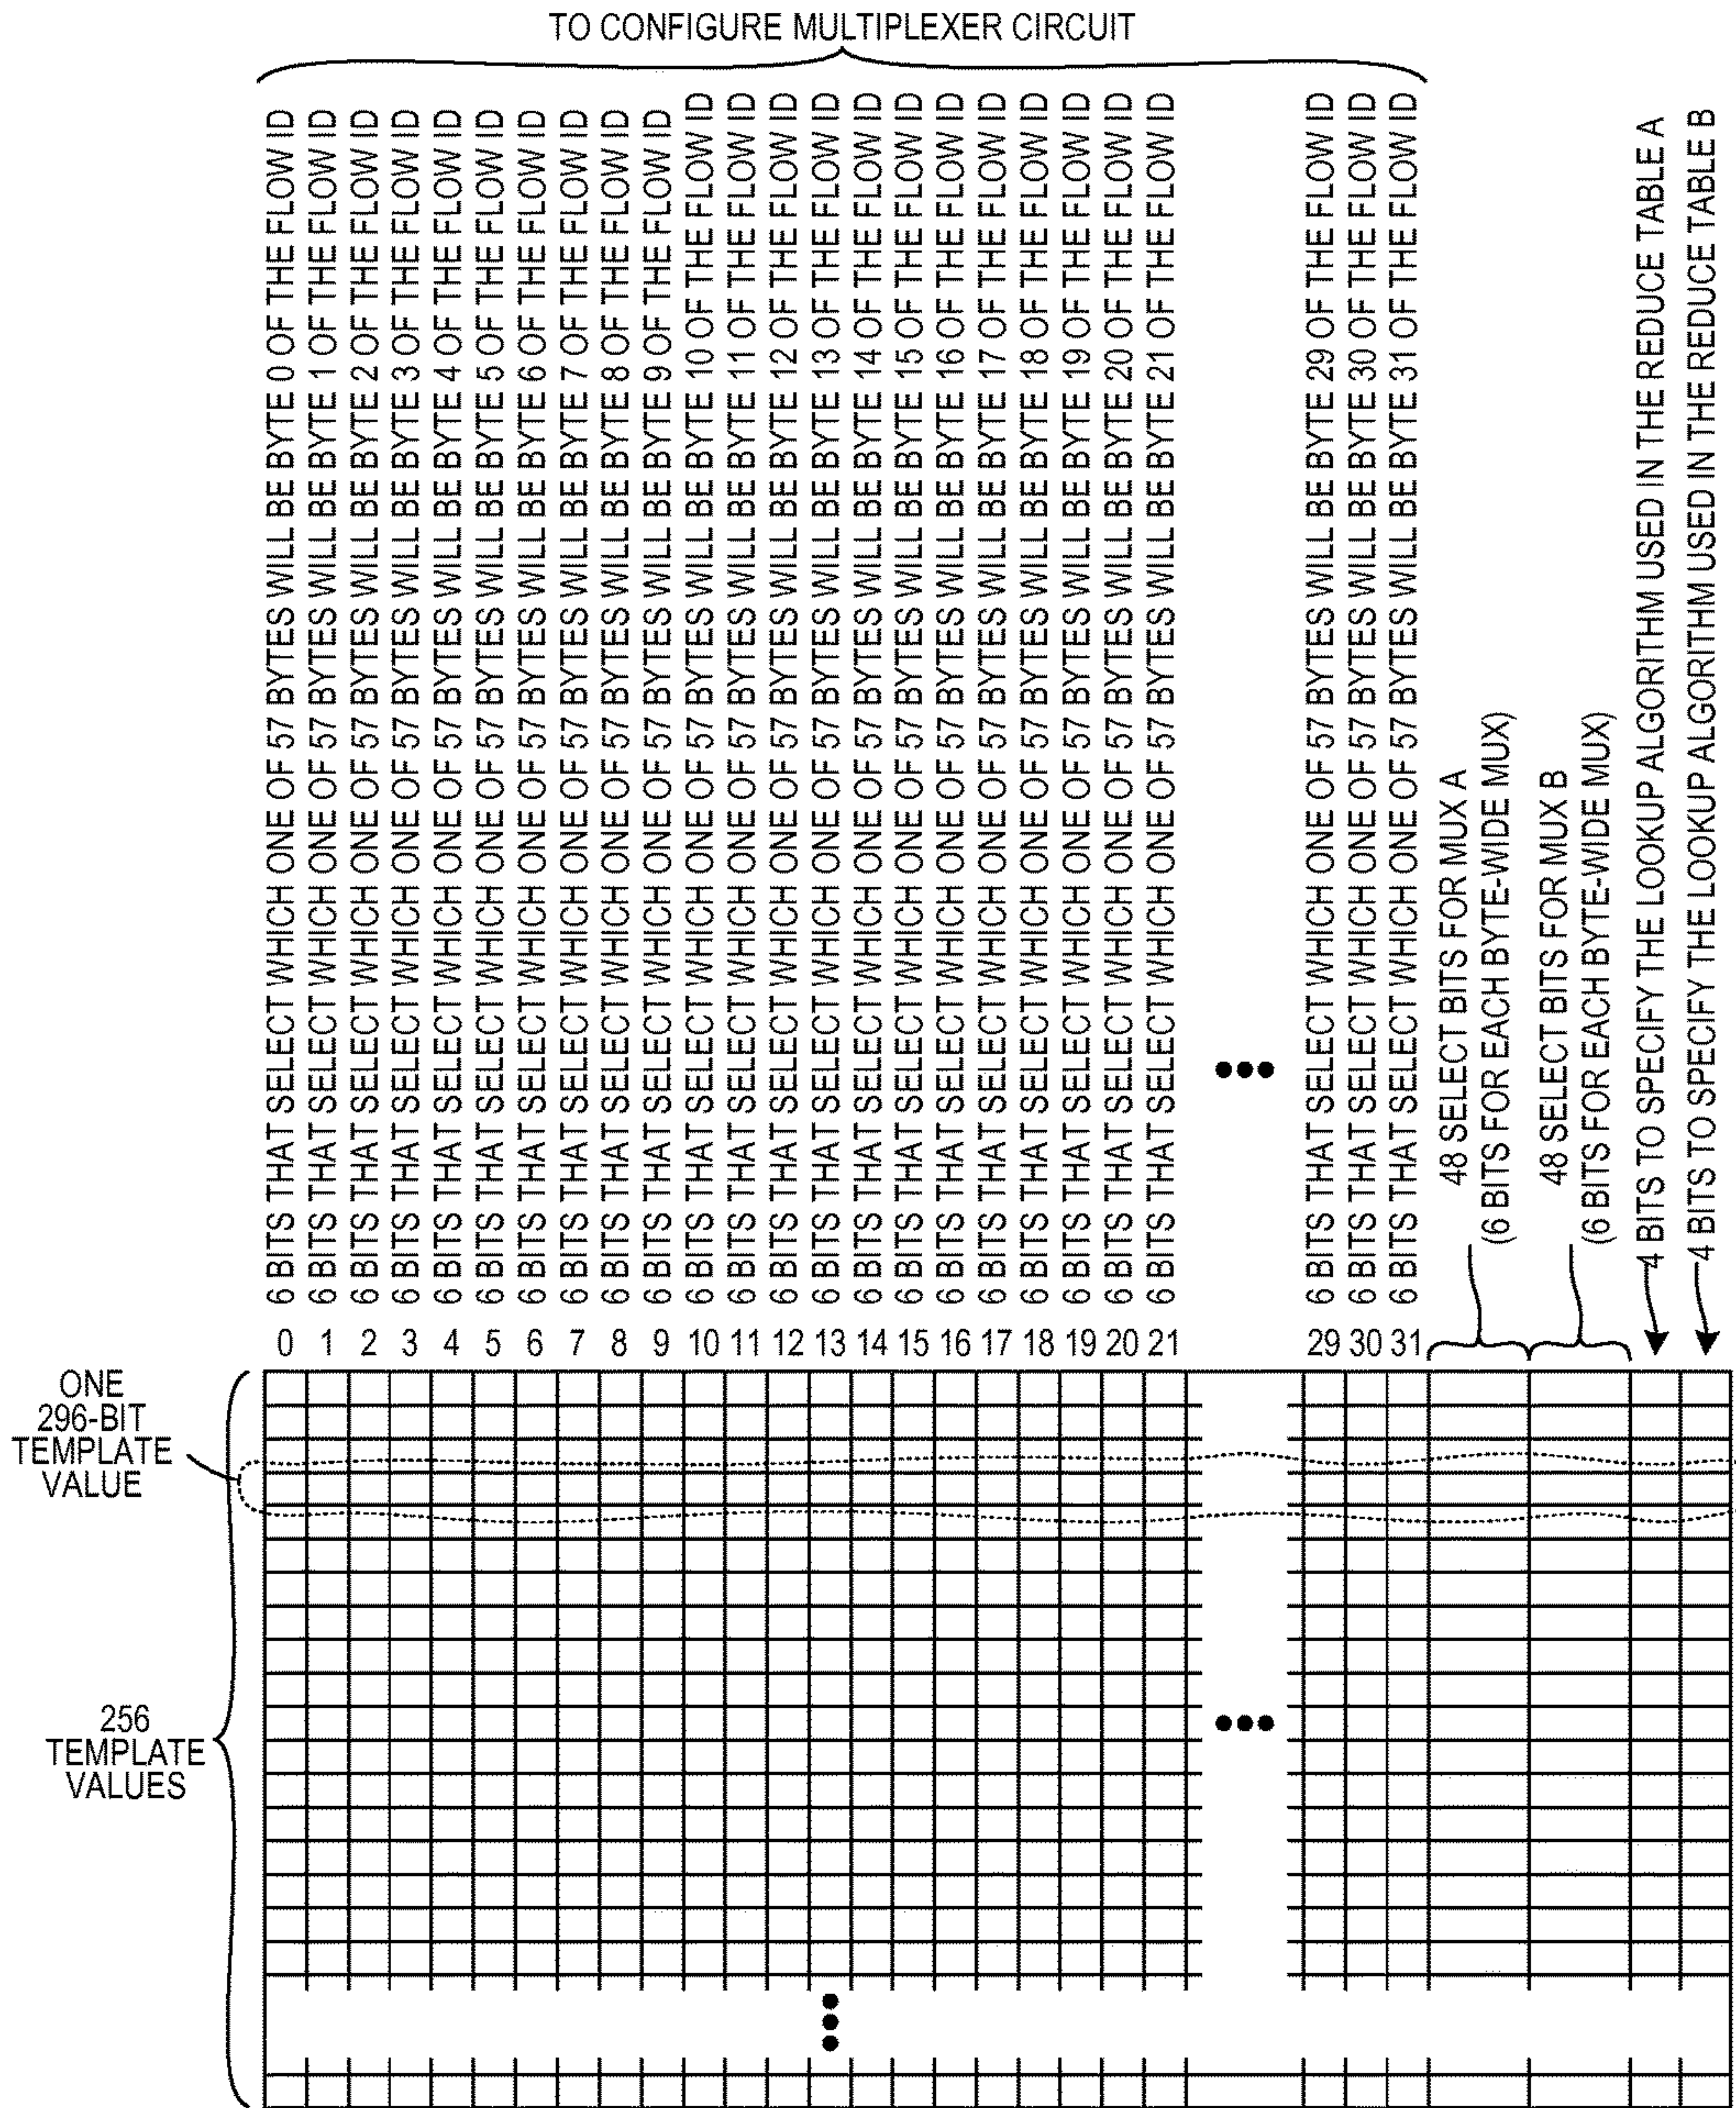 TO CONFIGURE MULTIPLEXER CIRCUIT
6 BITS THAT SELECT WHICH ONE OF 57 BYTES WILL BE BYTE 0 OF THE FLOW ID
6 BITS THAT SELECT WHICH ONE OF 57 BYTES WILL BE BYTE 1 OF THE FLOW ID
6 BITS THAT SELECT WHICH ONE OF 57 BYTES WILL BE BYTE 2 OF THE FLOW ID
6 BITS THAT SELECT WHICH ONE OF 57 BYTES WILL BE BYTE 3 OF THE FLOW ID
6 BITS THAT SELECT WHICH ONE OF 57 BYTES WILL BE BYTE 4 OF THE FLOW ID
6 BITS THAT SELECT WHICH ONE OF 57 BYTES WILL BE BYTE 5 OF THE FLOW ID
6 BITS THAT SELECT WHICH ONE OF 57 BYTES WILL BE BYTE 6 OF THE FLOW ID
6 BITS THAT SELECT WHICH ONE OF 57 BYTES WILL BE BYTE 7 OF THE FLOW ID
6 BITS THAT SELECT WHICH ONE OF 57 BYTES WILL BE BYTE 8 OF THE FLOW ID
6 BITS THAT SELECT WHICH ONE OF 57 BYTES WILL BE BYTE 9 OF THE FLOW ID
6 BITS THAT SELECT WHICH ONE OF 57 BYTES WILL BE BYTE 10 OF THE FLOW ID
6 BITS THAT SELECT WHICH ONE OF 57 BYTES WILL BE BYTE 11 OF THE FLOW ID
6 BITS THAT SELECT WHICH ONE OF 57 BYTES WILL BE BYTE 12 OF THE FLOW ID
6 BITS THAT SELECT WHICH ONE OF 57 BYTES WILL BE BYTE 13 OF THE FLOW ID
6 BITS THAT SELECT WHICH ONE OF 57 BYTES WILL BE BYTE 14 OF THE FLOW ID
6 BITS THAT SELECT WHICH ONE OF 57 BYTES WILL BE BYTE 15 OF THE FLOW ID
6 BITS THAT SELECT WHICH ONE OF 57 BYTES WILL BE BYTE 16 OF THE FLOW ID
6 BITS THAT SELECT WHICH ONE OF 57 BYTES WILL BE BYTE 17 OF THE FLOW ID
6 BITS THAT SELECT WHICH ONE OF 57 BYTES WILL BE BYTE 18 OF THE FLOW ID
6 BITS THAT SELECT WHICH ONE OF 57 BYTES WILL BE BYTE 19 OF THE FLOW ID
6 BITS THAT SELECT WHICH ONE OF 57 BYTES WILL BE BYTE 20 OF THE FLOW ID
6 BITS THAT SELECT WHICH ONE OF 57 BYTES WILL BE BYTE 21 OF THE FLOW ID
6 BITS THAT SELECT WHICH ONE OF 57 BYTES WILL BE BYTE 29 OF THE FLOW ID
6 BITS THAT SELECT WHICH ONE OF 57 BYTES WILL BE BYTE 30 OF THE FLOW ID
6 BITS THAT SELECT WHICH ONE OF 57 BYTES WILL BE BYTE 31 OF THE FLOW ID
48 SELECT BITS FOR MUX A
(6 BITS FOR EACH BYTE-WIDE MUX)
48 SELECT BITS FOR MUX B
(6 BITS FOR EACH BYTE-WIDE MUX)
4 BITS TO SPECIFY THE LOOKUP ALGORITHM USED IN THE REDUCE TABLE A
4 BITS TO SPECIFY THE LOOKUP ALGORITHM USED IN THE REDUCE TABLE B
0 1 2 3 4 5 6 7 8 9 10 11 12 13 14 15 16 17 18 19 20 21 29 30 31
ONE
296-BIT
TEMPLATE
VALUE
256
TEMPLATE
VALUES